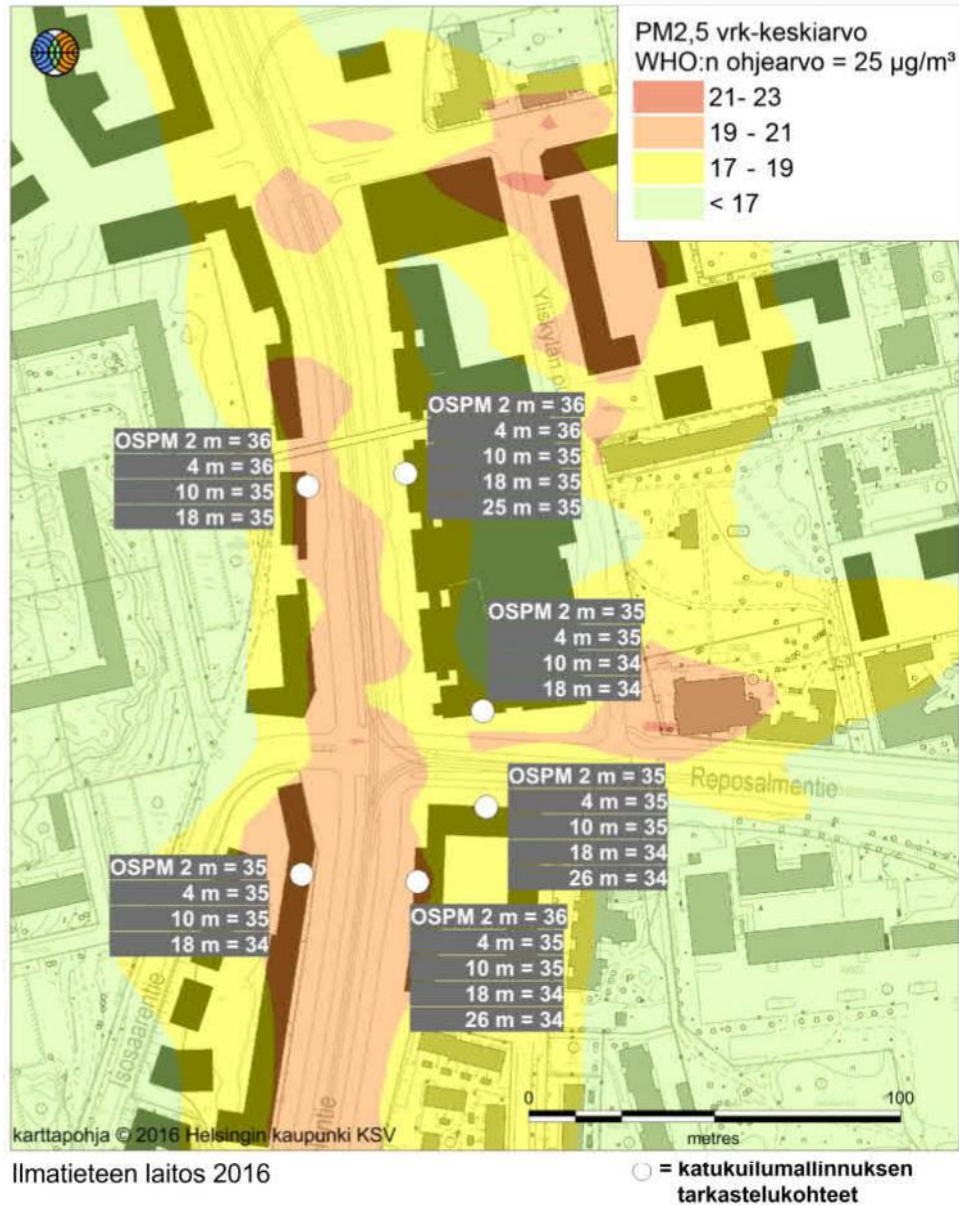 PM2,5 vrk-keskiarvo
WHO:n ohjearvo = 25 µg/m³
21- 23
19 - 21
17 - 19
< 17
Yliskylän
OSPM 2 m = 36
4 m = 36
10 m = 35
18 m = 35
25 m = 35
OSPM 2 m = 36
4 m = 36
10 m = 35
18 m = 35
OSPM 2 m = 35
4 m = 35
10 m = 34
18 m = 34
Reposalmentie
OSPM 2 m = 35
4 m = 35
10 m = 35
18 m = 34
26 m = 34
OSPM 2 m = 35
4 m = 35
10 m = 35
18 m = 34
OSPM 2 m = 36
4 m = 35
10 m = 35
18 m = 34
26 m = 34
Isosaarentie
0 100
metres
karttapohja © 2016 Helsingin kaupunki KSV
Ilmatieteen laitos 2016
= katukuilumallinnuksen
tarkastelukohteet